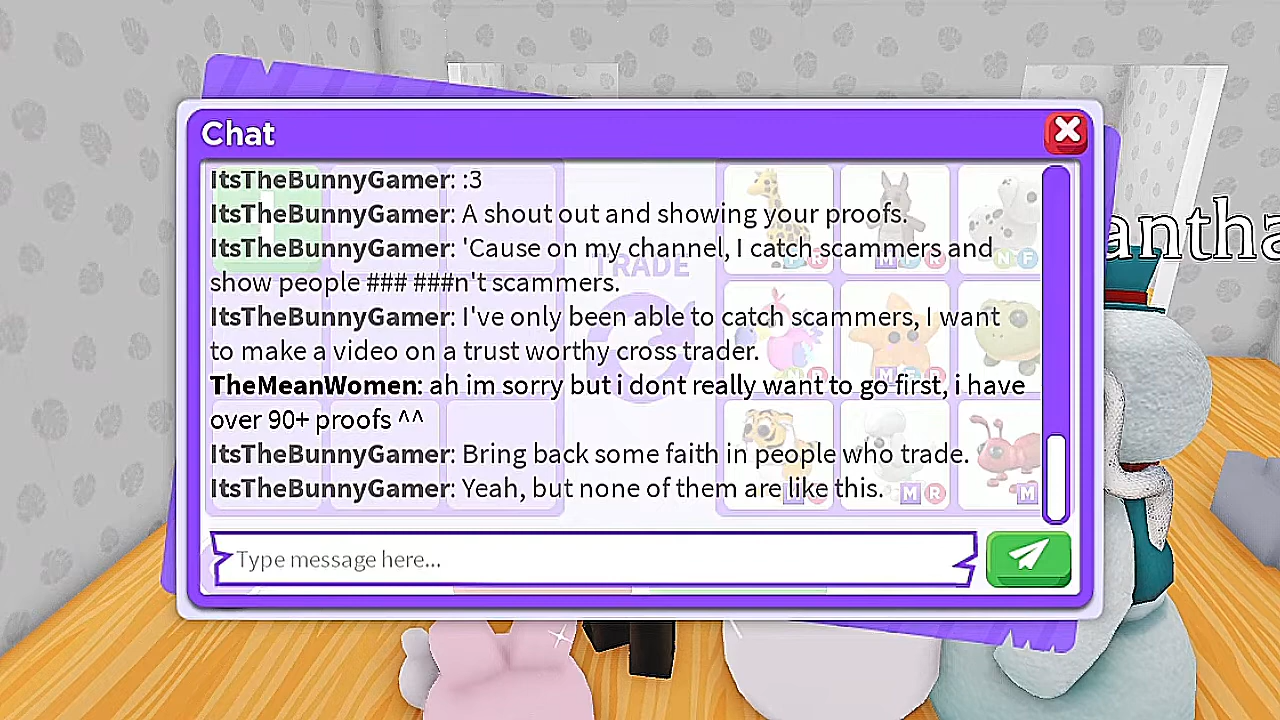 Chat
ItsTheBunnyGamer: :3
ItsTheBunnyGamer: A shout out and showing your proofs.
ItsTheBunnyGamer: 'Cause on my channel, I catch scammers and
show people ### ###n't scammers.
ItsTheBunnyGamer: I've only been able to catch scammers, I want
to make a video on a trust worthy cross trader.
TheMeanWomen: ah im sorry but i dont really want to go first, i have
over 90+ proofs ^^
ItsTheBunnyGamer: Bring back some faith in people who trade.
ItsTheBunnyGamer: Yeah, but none of them are like this.
Type message here...
TRADE
antha